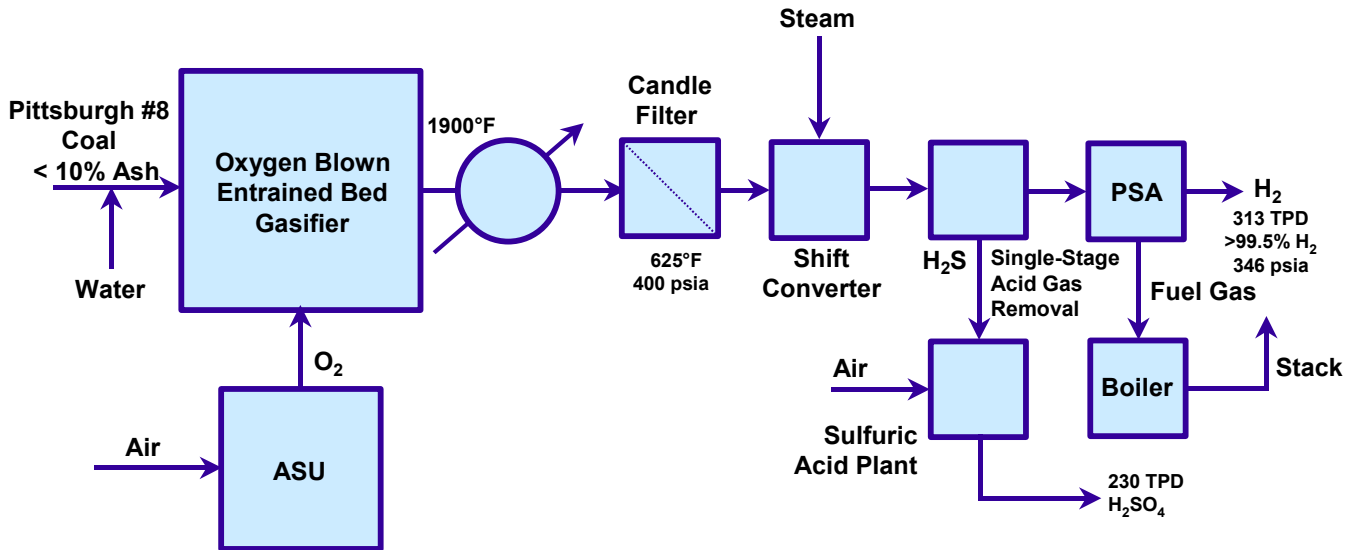 Steam
Pittsburgh #8
Coal
< 10% Ash
Water
Oxygen Blown
Entrained Bed
Gasifier
1900°F
Candle
Filter
625°F
400 psia
Shift
Converter
H₂S
Single-Stage
Acid Gas
Removal
PSA
H₂
313 TPD
>99.5% H₂
346 psia
Fuel Gas
Boiler
Stack
O₂
Air
ASU
Air
Sulfuric
Acid Plant
230 TPD
H₂SO₄